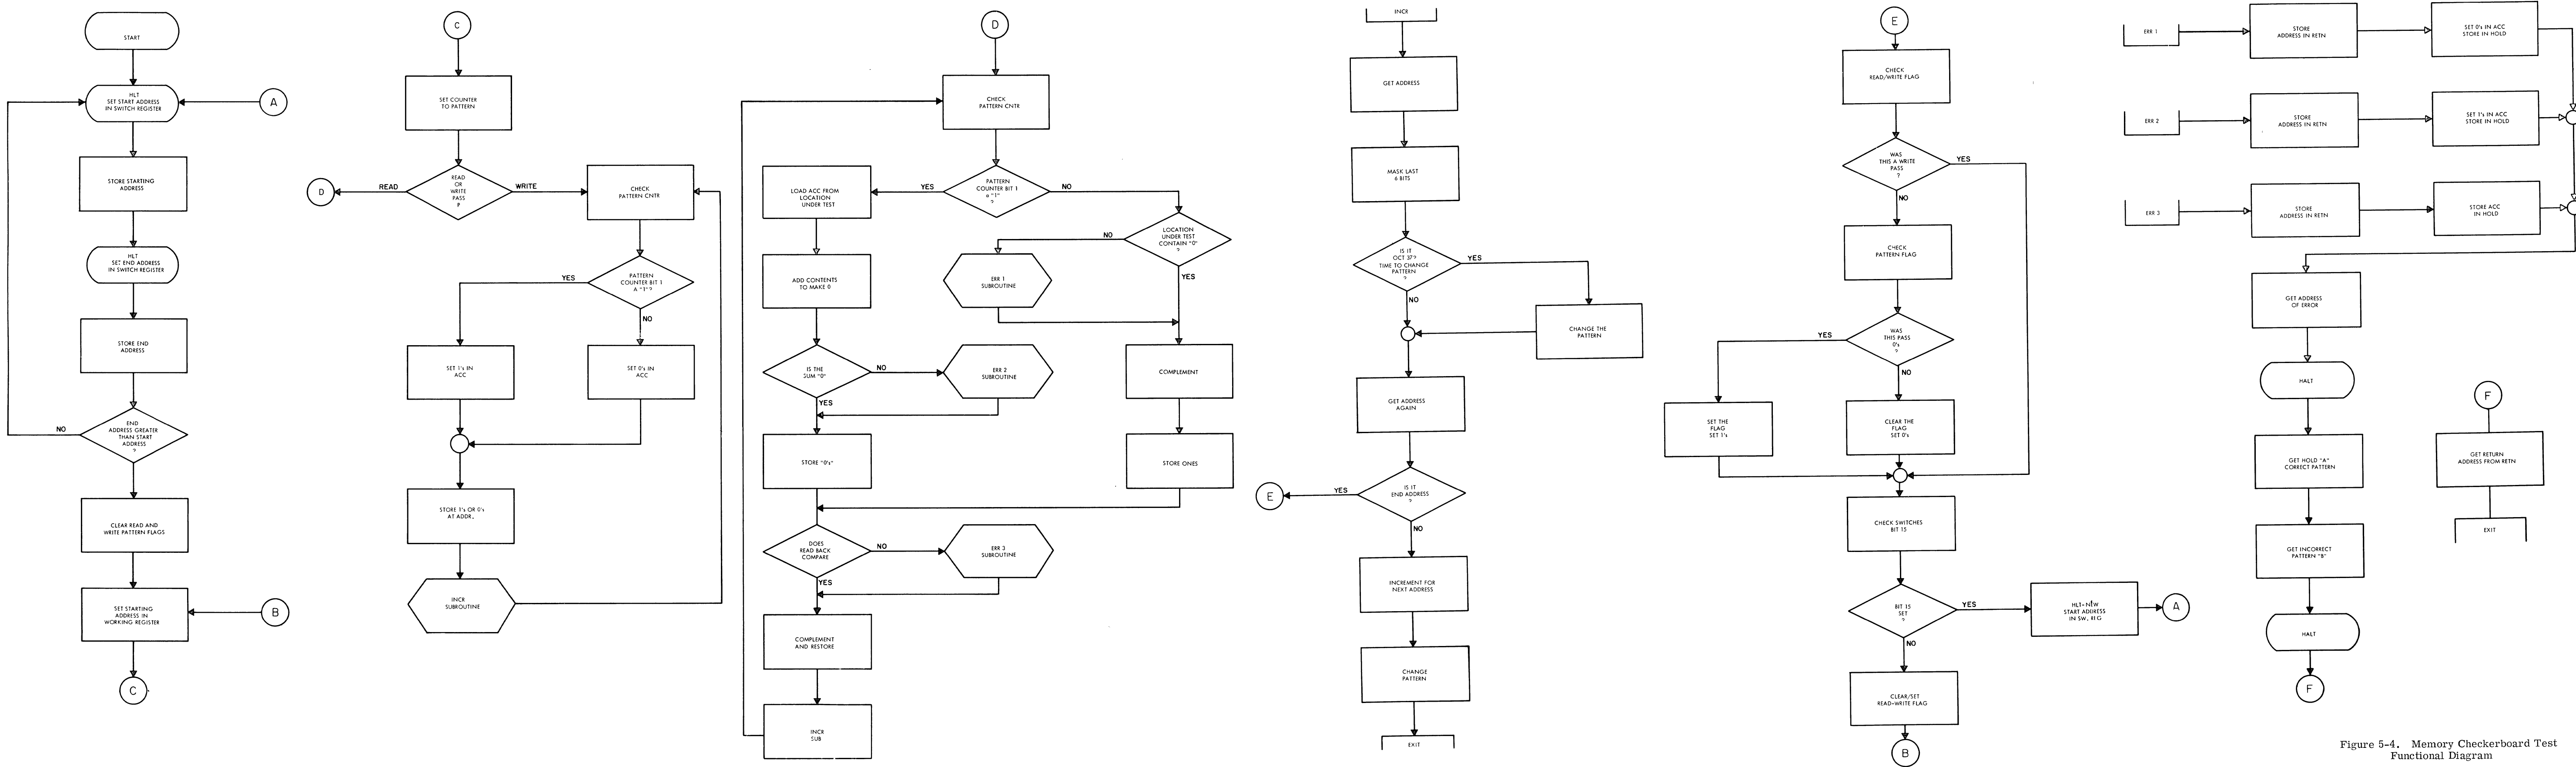 START
HLT
SET START ADDRESS
IN SWITCH REGISTER
A
STORE STARTING
ADDRESS
HLT
SET END ADDRESS
IN SWITCH REGISTER
STORE END
ADDRESS
END
ADDRESS GREATER
THAN START
ADDRESS
?
NO
CLEAR READ AND
WRITE PATTERN FLAGS
SET STARTING
ADDRESS IN
WORKING REGISTER
B
C
C
SET COUNTER
TO PATTERN
READ
OR
WRITE
PASS
?
READ
D
WRITE
CHECK
PATTERN CNTR
PATTERN
COUNTER BIT 1
A "1"?
YES
NO
SET 1's IN
ACC
SET 0's IN
ACC
STORE 1's OR 0's
AT ADDR.
INCR
SUBROUTINE
D
CHECK
PATTERN CNTR
PATTERN
COUNTER BIT 1
a "1"
?
YES
NO
LOAD ACC FROM
LOCATION
UNDER TEST
LOCATION
UNDER TEST
CONTAIN "0"
?
NO
YES
ADD CONTENTS
TO MAKE 0
ERR 1
SUBROUTINE
IS THE
SUM "0"
NO
YES
ERR 2
SUBROUTINE
COMPLEMENT
STORE "0's"
STORE ONES
DOES
READ BACK
COMPARE
NO
YES
ERR 3
SUBROUTINE
COMPLEMENT
AND RESTORE
INCR
SUB
INCR
GET ADDRESS
MASK LAST
6 BITS
IS IT
OCT 37?
TIME TO CHANGE
PATTERN
?
YES
NO
CHANGE THE
PATTERN
GET ADDRESS
AGAIN
IS IT
END ADDRESS
?
YES
E
NO
INCREMENT FOR
NEXT ADDRESS
CHANGE
PATTERN
EXIT
E
CHECK
READ/WRITE FLAG
WAS
THIS A WRITE
PASS
?
YES
NO
CHECK
PATTERN FLAG
WAS
THIS PASS
0's
?
YES
NO
SET THE
FLAG
SET 1's
CLEAR THE
FLAG
SET 0's
CHECK SWITCHES
BIT 15
BIT 15
SET
?
YES
NO
HLT-NEW
START ADDRESS
IN SW. REG
A
CLEAR/SET
READ-WRITE FLAG
B
ERR 1
STORE
ADDRESS IN RETN
SET 0's IN ACC
STORE IN HOLD
ERR 2
STORE
ADDRESS IN RETN
SET 1's IN ACC
STORE IN HOLD
ERR 3
STORE
ADDRESS IN RETN
STORE ACC
IN HOLD
GET ADDRESS
OF ERROR
HALT
GET HOLD "A"
CORRECT PATTERN
GET INCORRECT
PATTERN "B"
HALT
F
F
GET RETURN
ADDRESS FROM RETN
EXIT
Figure 5-4. Memory Checkerboard Test
Functional Diagram